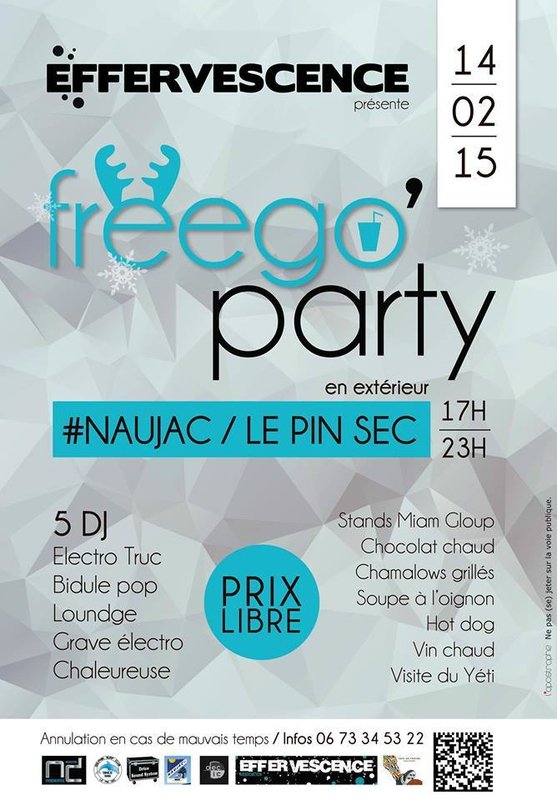 EFFERVESCENCE
présente
14
02
15
freego'
party
en extérieur
#NAUJAC / LE PIN SEC
17H
23H
5 DJ
Electro Truc
Bidule pop
Loundge
Grave électro
Chaleureuse
PRIX
LIBRE
Stands Miam Gloup
Chocolat chaud
Chamalows grillés
Soupe à l'oignon
Hot dog
Vin chaud
Visite du Yéti
l'apostrophe Ne pas (se) jeter sur la voie publique.
Annulation en cas de mauvais temps / Infos 06 73 34 53 22
EFFERVESCENCE